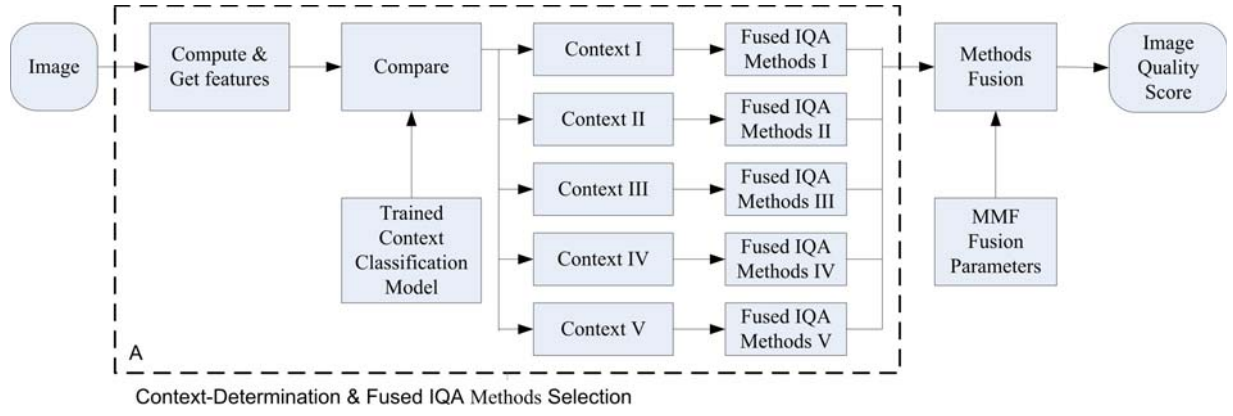 Image
Compute &
Get features
Compare
Trained
Context
Classification
Model
Context I
Context II
Context III
Context IV
Context V
Fused IQA
Methods I
Fused IQA
Methods II
Fused IQA
Methods III
Fused IQA
Methods IV
Fused IQA
Methods V
Methods
Fusion
MMF
Fusion
Parameters
Image
Quality
Score
A
Context-Determination & Fused IQA Methods Selection